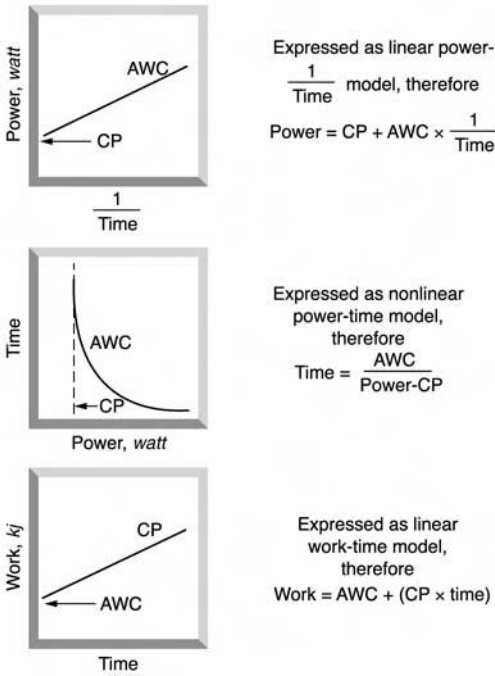 Power, watt
AWC
CP
1
Time
Expressed as linear power-
1
Time model, therefore
Power = CP + AWC × 1
Time
Time
AWC
CP
Power, watt
Expressed as nonlinear
power-time model,
therefore
Time = AWC
Power-CP
Work, kj
CP
AWC
Time
Expressed as linear
work-time model,
therefore
Work = AWC + (CP × time)